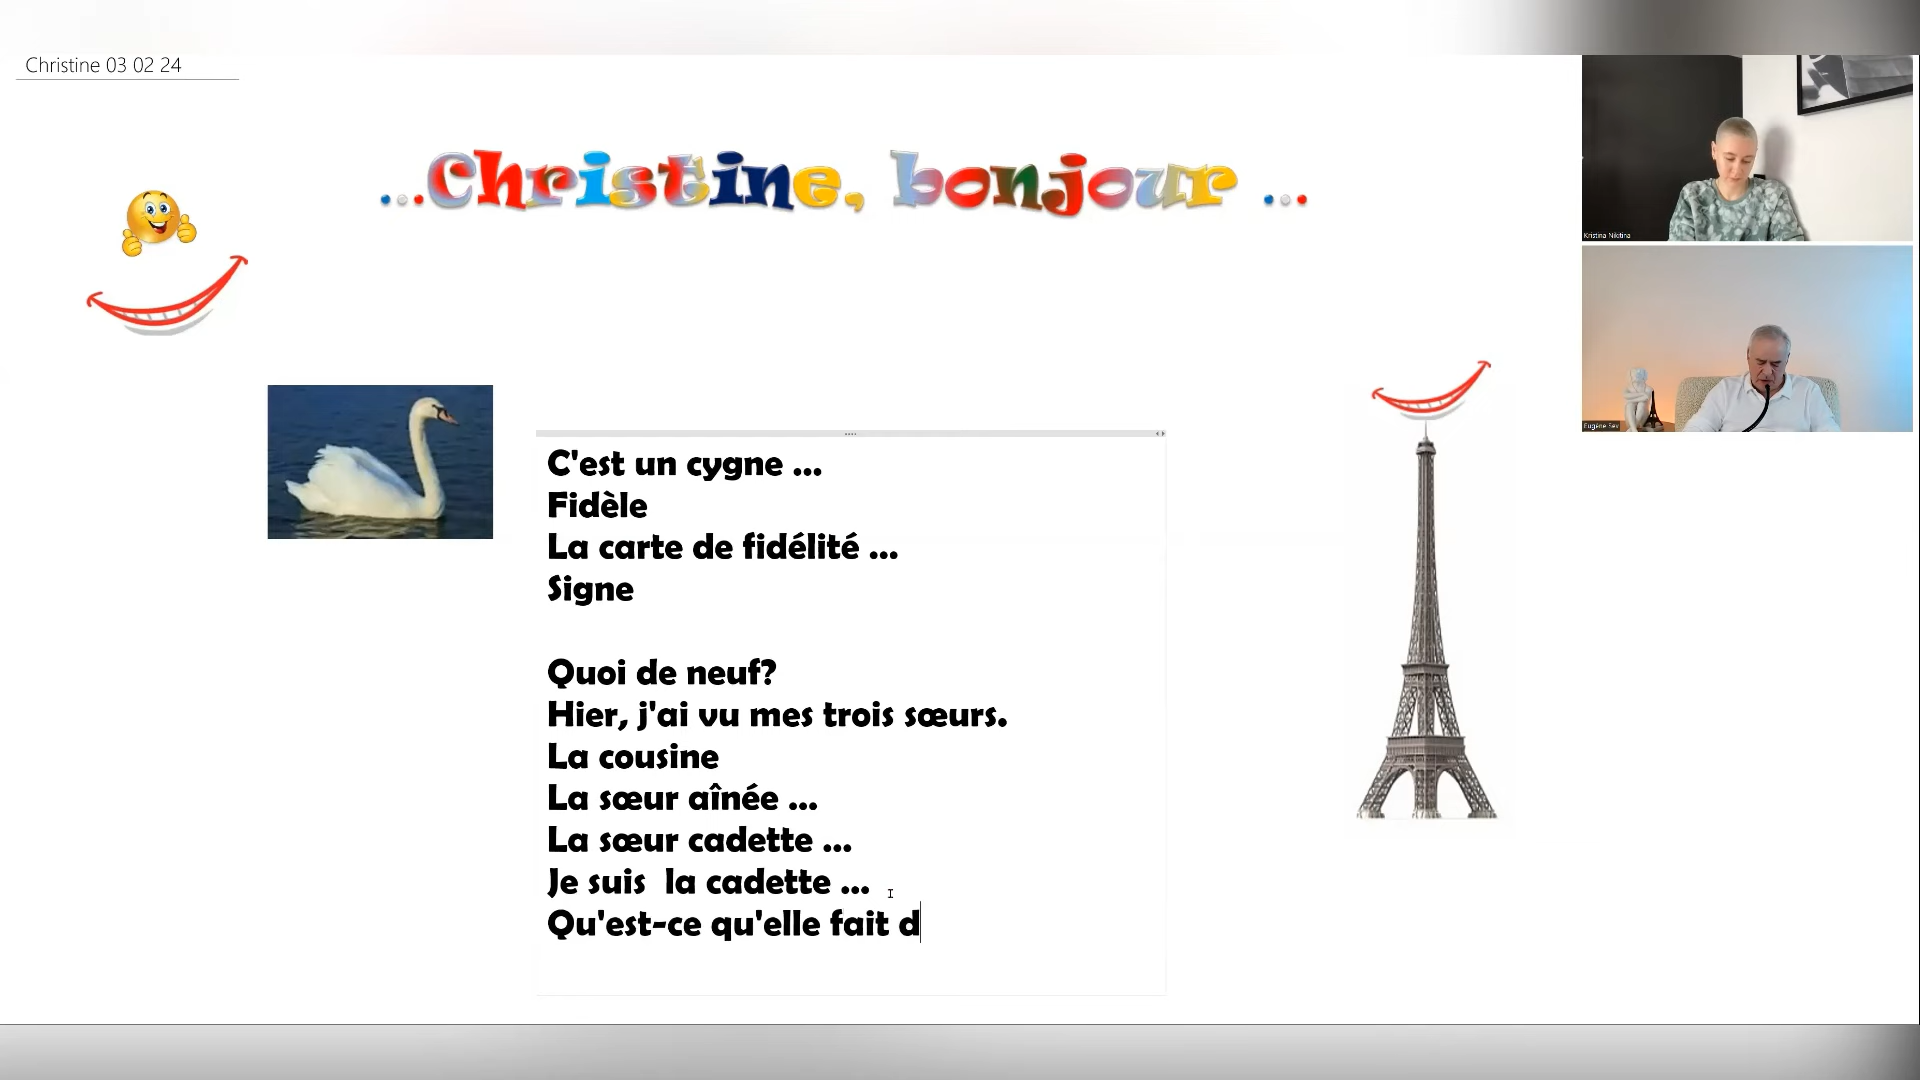 Christine 03 02 24
...Christine, bonjour ...
Kristina Nikitina
C'est un cygne ...
Fidèle
La carte de fidélité ...
Signe
Quoi de neuf?
Hier, j'ai vu mes trois sœurs.
La cousine
La sœur aînée ...
La sœur cadette ...
Je suis  la cadette ...
Qu'est-ce qu'elle fait d